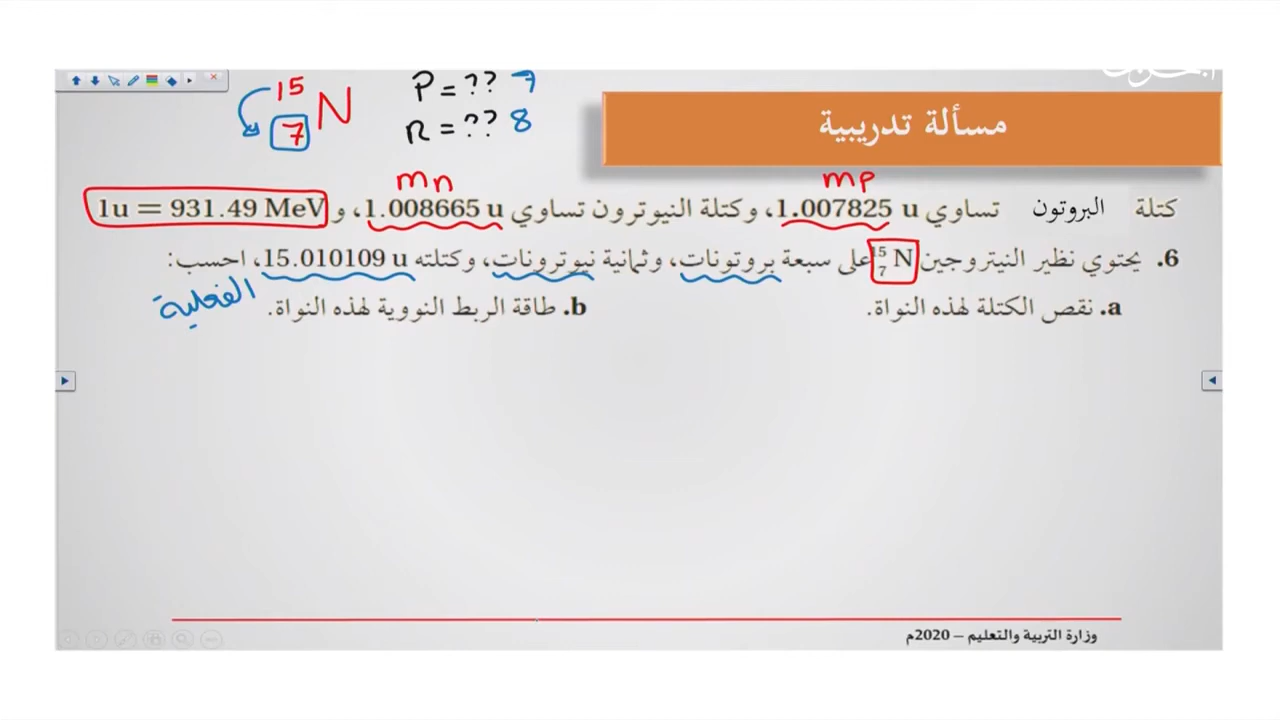 15
7 N
P = ?? 7
n = ?? 8
مسألة تدريبية
mn mp
كتلة البروتون تساوي 1.007825 u، وكتلة النيوترون تساوي 1.008665 u، و 1u = 931.49 MeV
6. يحتوي نظير النيتروجين 15 7 N على سبعة بروتونات، وثمانية نيوترونات، وكتلته 15.010109 u، احسب:
الفعلية
a. نقص الكتلة لهذه النواة. b. طاقة الربط النووية لهذه النواة.
وزارة التربية والتعليم – 2020م